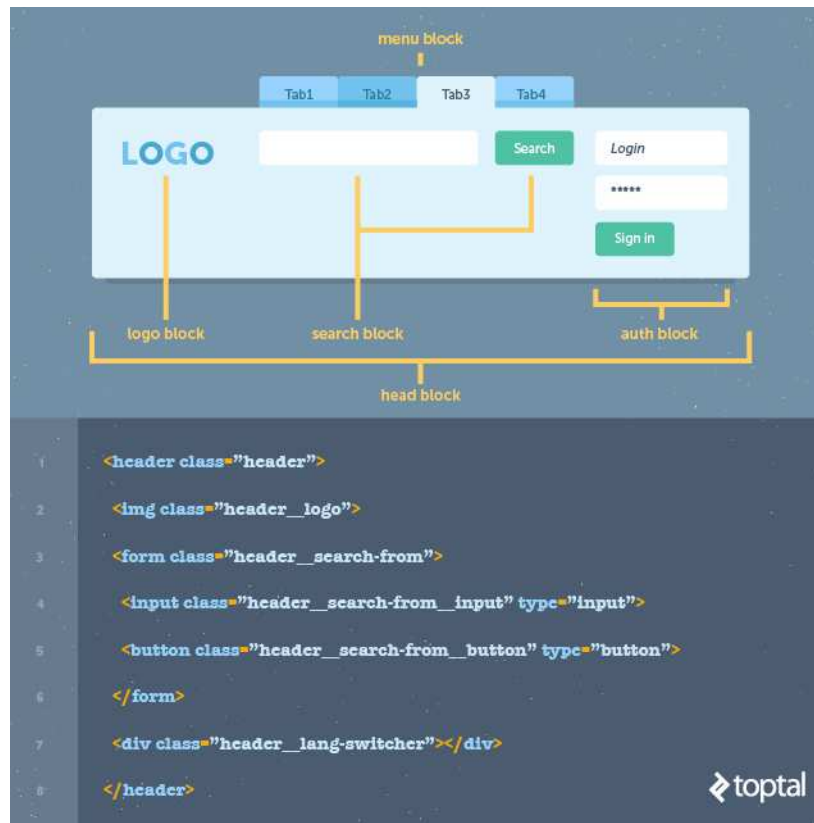 menu block
Tab1 Tab2 Tab3 Tab4
LOGO Search Login
*****
Sign in
logo block search block auth block
head block
1 <header class=”header”>
2 <img class=”header__logo”>
3 <form class=”header__search-from”>
4 <input class=”header__search-from__input” type=”input”>
5 <button class=”header__search-from__button” type=”button”>
6 </form>
7 <div class=”header__lang-switcher”></div>
8 </header>
toptal